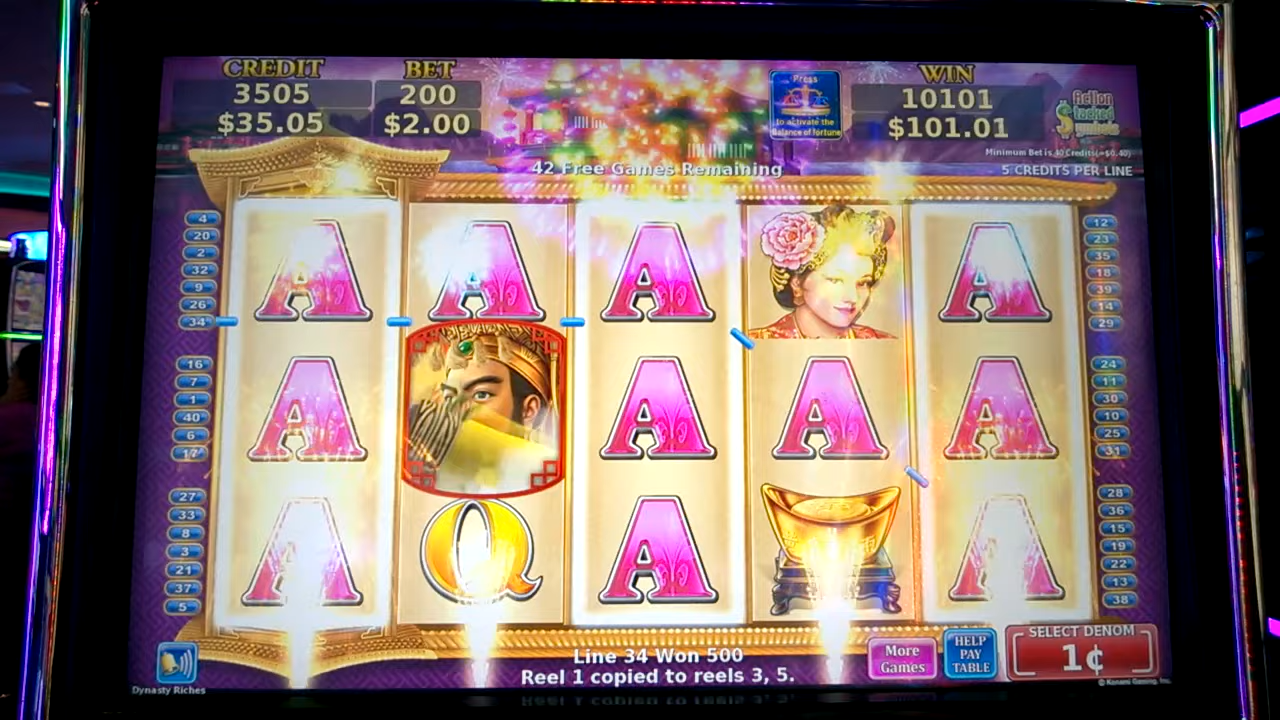 CREDIT
3505
$35.05
BET
200
$2.00
Press
to activate the
Balance of fortune
WIN
10101
$101.01
Action
Stacked
Symbols
Minimum Bet is 40 Credits(=$0.40)
5 CREDITS PER LINE
42 Free Games Remaining
4
20
2
32
9
26
34
16
7
1
40
6
17
27
33
8
3
21
37
5
A
A
A
A
A
A
A
A
A
Q
A
A
12
23
35
18
39
14
29
24
11
30
10
25
31
28
36
15
19
22
13
38
Line 34 Won 500
Reel 1 copied to reels 3, 5.
More
Games
HELP
PAY
TABLE
SELECT DENOM
1¢
Dynasty Riches
© Konami Gaming, Inc.